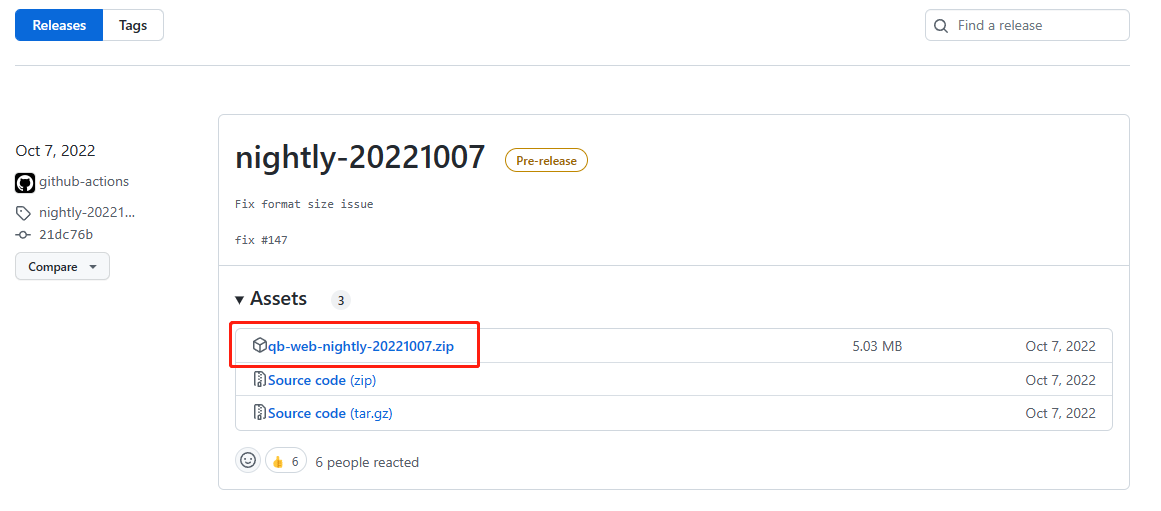 Releases Tags Find a release
Oct 7, 2022
github-actions
nightly-20221...
21dc76b
Compare
nightly-20221007 Pre-release
Fix format size issue
fix #147
Assets 3
qb-web-nightly-20221007.zip 5.03 MB Oct 7, 2022
Source code (zip) Oct 7, 2022
Source code (tar.gz) Oct 7, 2022
6 6 people reacted